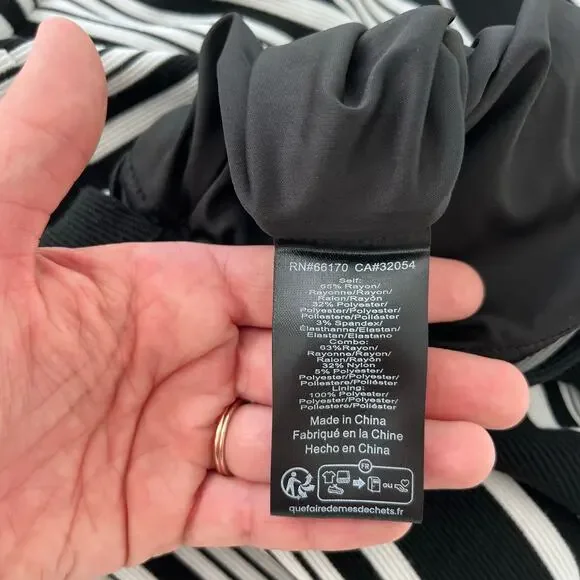 RN#66170 CA#32054
Self:
65% Rayon/
Rayonne/Rayon/
Raion/Rayón
32% Polyester/
Polyester/Polyester/
Poliestere/Poliéster
3% Spandex/
Élasthanne/Elastan/
Elastan/Elastano
Combo:
63%Rayon/
Rayonne/Rayon/
Raion/Rayón
32% Nylon
5% Polyester/
Polyester/Polyester/
Poliestere/Poliéster
Lining:
100% Polyester/
Polyester/Polyester/
Poliestere/Poliéster
Made in China
Fabriqué en la Chine
Hecho en China
FR
ou
quefairedemesdechets.fr